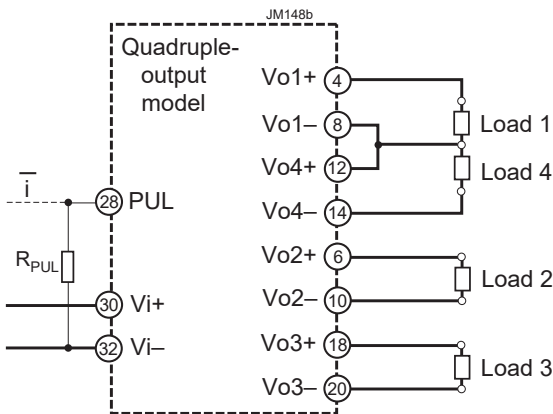 JM148b
Quadruple-
output
model
Vo1+ 4
Vo1– 8
Load 1
Vo4+ 12
Load 4
i
28 PUL
Vo4– 14
Vo2+ 6
RPUL
Load 2
Vo2– 10
30 Vi+
Vo3+ 18
32 Vi–
Load 3
Vo3– 20